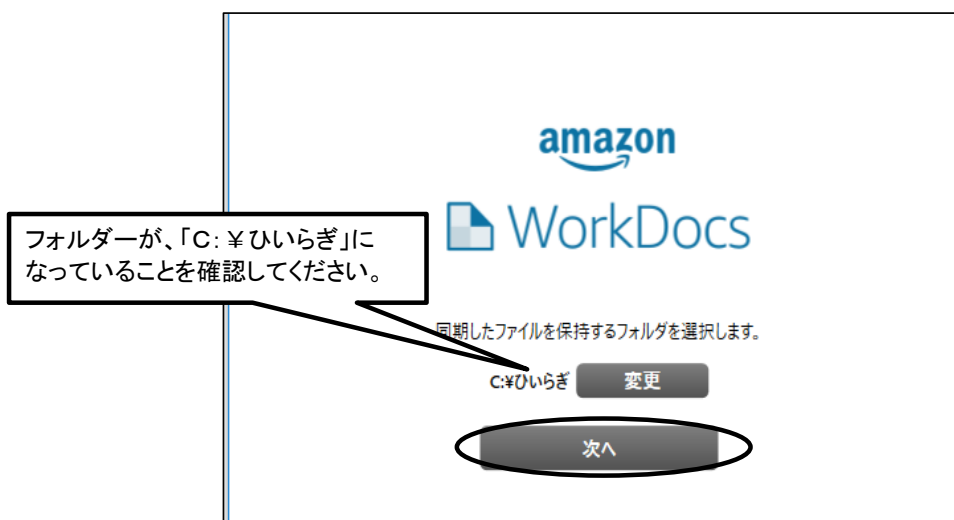 amazon
WorkDocs
フォルダーが、「C:¥ひいらぎ」に
なっていることを確認してください。
同期したファイルを保持するフォルダを選択します。
C:¥ひいらぎ 変更
次へ